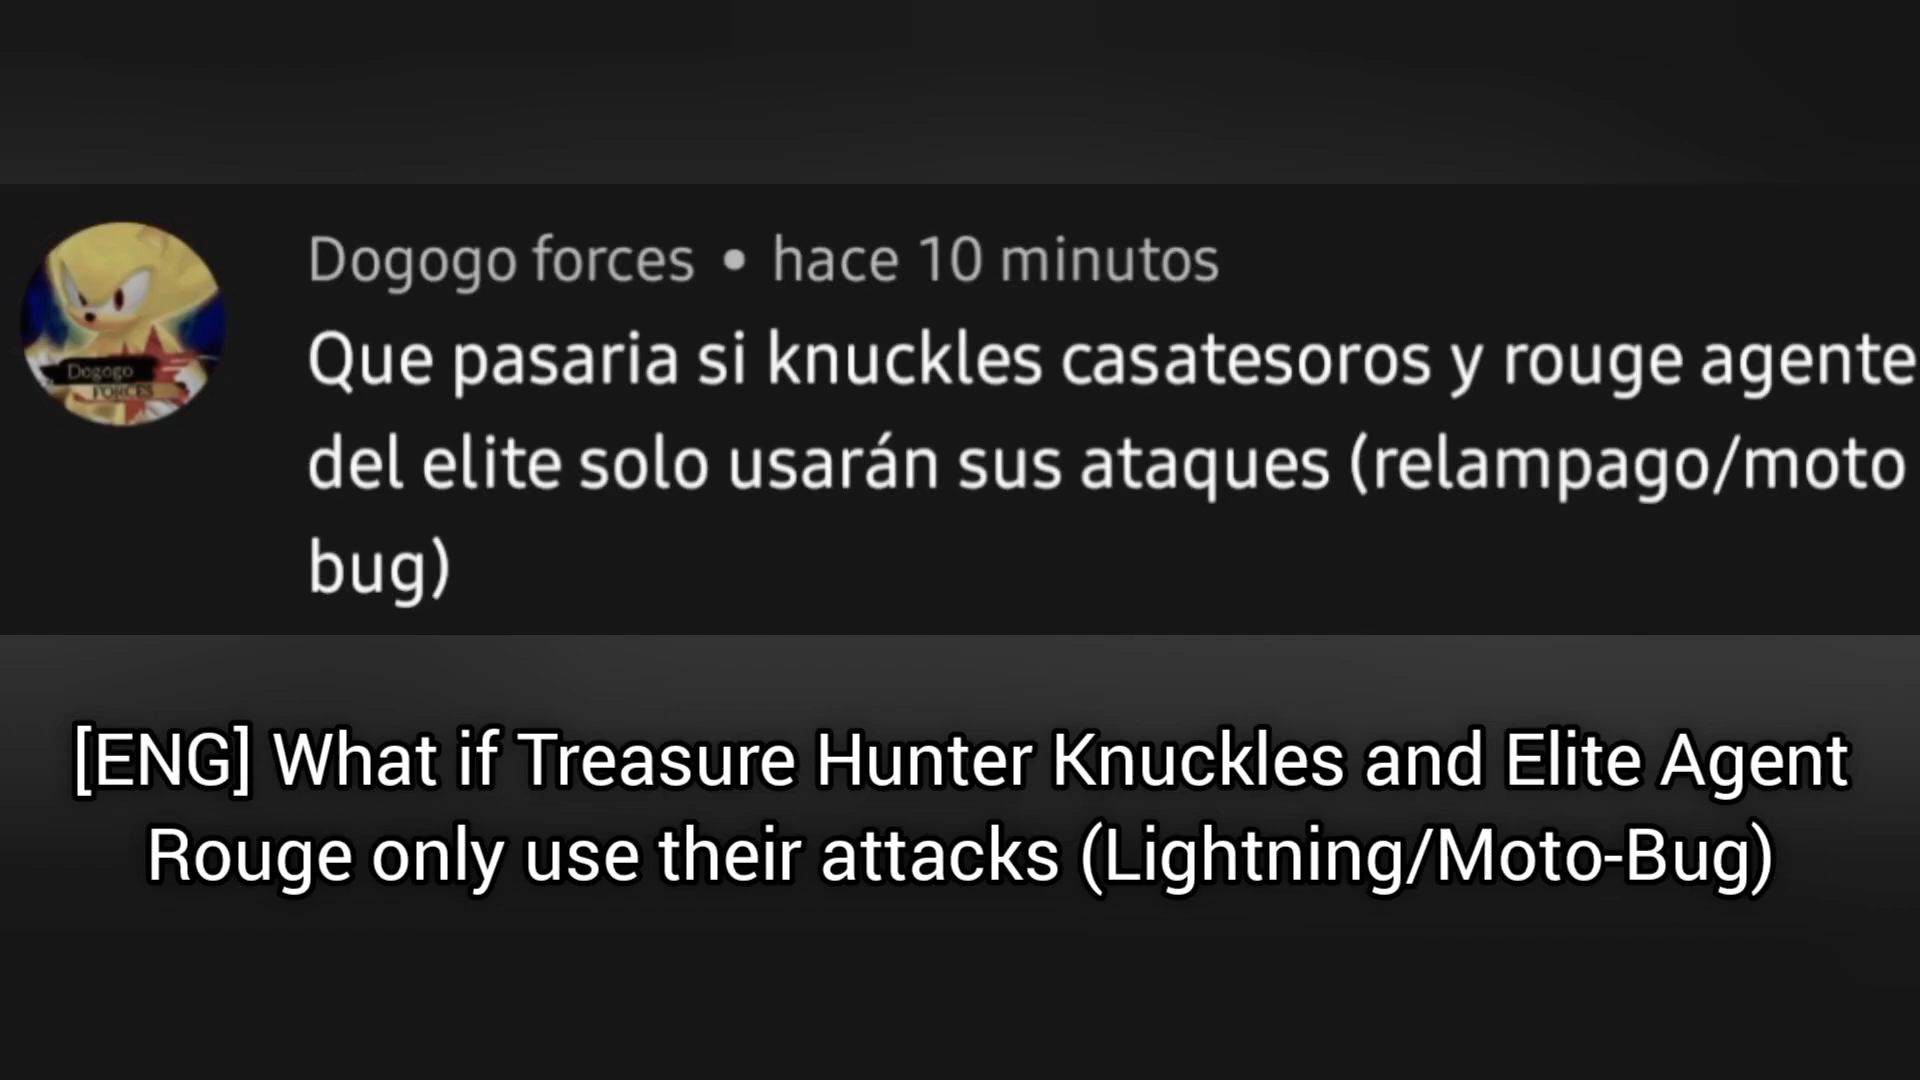 Dogogo forces • hace 10 minutos
Que pasaria si knuckles casatesoros y rouge agente
del elite solo usarán sus ataques (relampago/moto
bug)
Dogogo
FORCES
[ENG] What if Treasure Hunter Knuckles and Elite Agent
Rouge only use their attacks (Lightning/Moto-Bug)